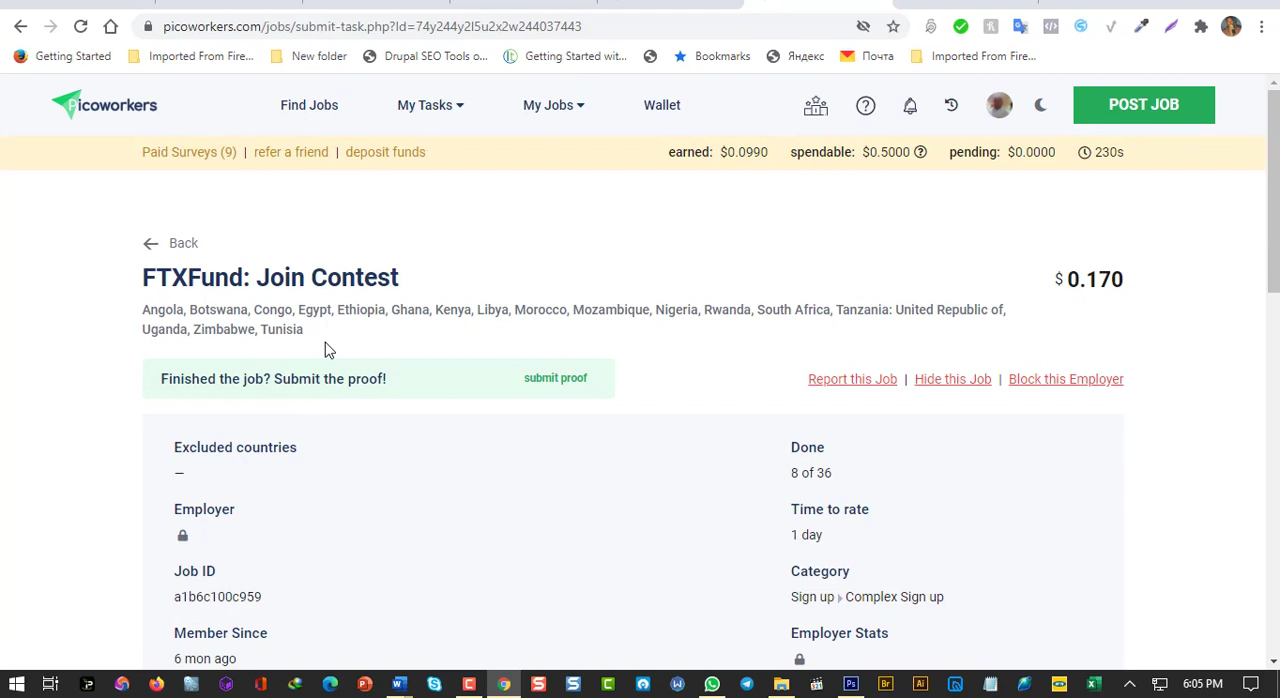 picoworkers.com/jobs/submit-task.php?Id=74y244y2l5u2x2w244037443
Getting Started Imported From Fire... New folder Drupal SEO Tools o... Getting Started wit... Bookmarks Яндекс Почта Imported From Fire...
Picoworkers Find Jobs My Tasks My Jobs Wallet POST JOB
Paid Surveys (9) | refer a friend | deposit funds earned: $0.0990 spendable: $0.5000 pending: $0.0000 230s
Back
FTXFund: Join Contest $ 0.170
Angola, Botswana, Congo, Egypt, Ethiopia, Ghana, Kenya, Libya, Morocco, Mozambique, Nigeria, Rwanda, South Africa, Tanzania: United Republic of,
Uganda, Zimbabwe, Tunisia
Finished the job? Submit the proof! submit proof Report this Job | Hide this Job | Block this Employer
Excluded countries Done
– 8 of 36
Employer Time to rate
1 day
Job ID Category
a1b6c100c959 Sign up Complex Sign up
Member Since Employer Stats
6 mon ago
6:05 PM